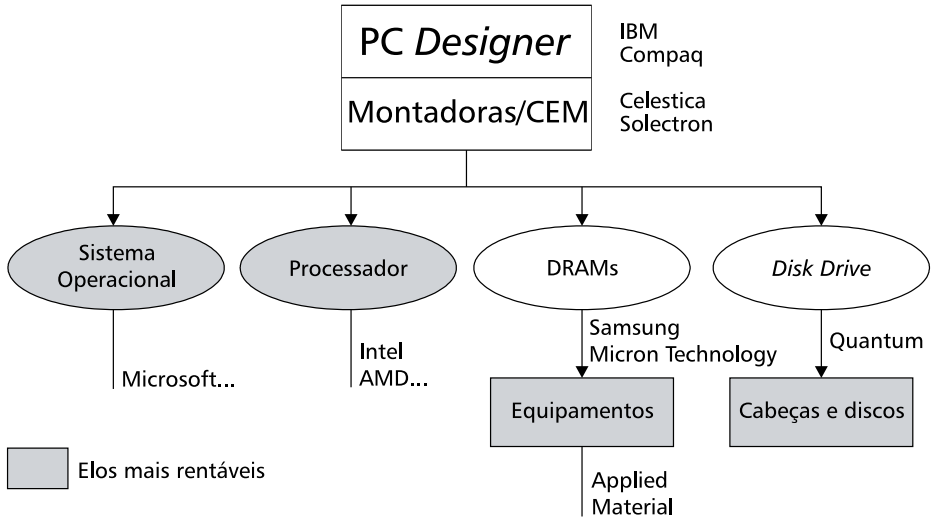 PC Designer
IBM
Compaq
Montadoras/CEM
Celestica
Solectron
Sistema
Operacional
Processador
DRAMs
Disk Drive
Microsoft...
Intel
AMD...
Samsung
Micron Technology
Quantum
Equipamentos
Cabeças e discos
Elos mais rentáveis
Applied
Material